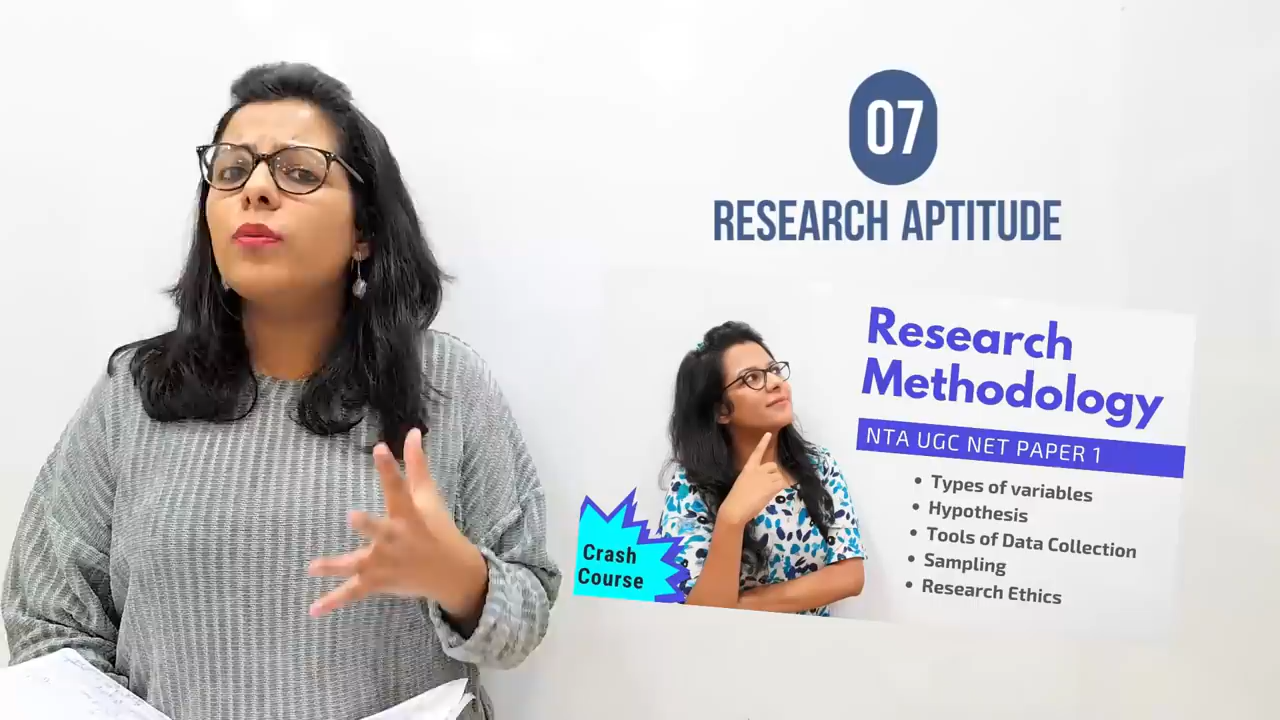 07
RESEARCH APTITUDE
Research
Methodology
NTA UGC NET PAPER 1
• Types of variables
• Hypothesis
• Tools of Data Collection
• Sampling
• Research Ethics
Crash
Course